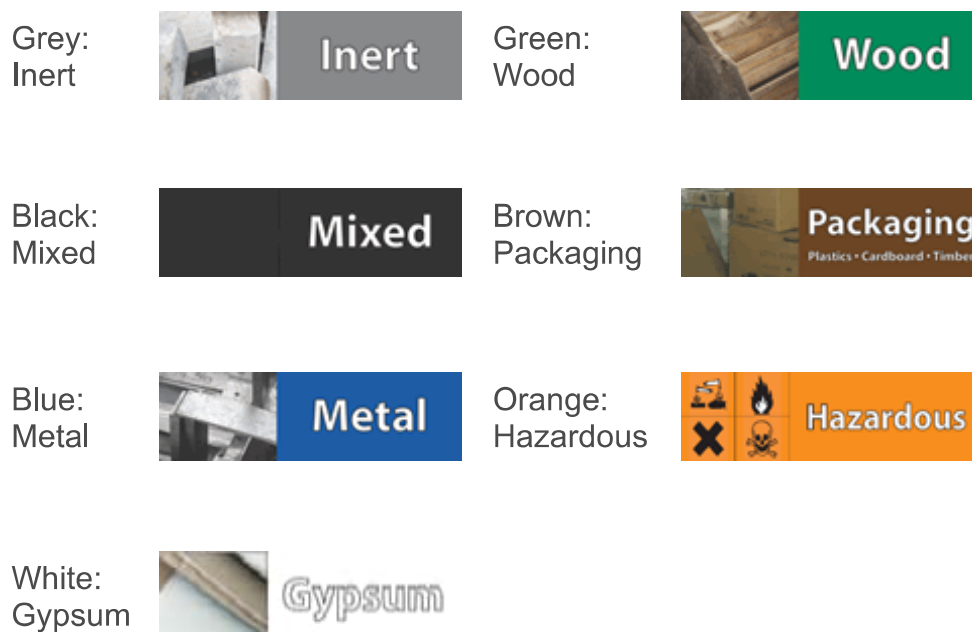 Grey:
Inert
Inert
Green:
Wood
Wood
Black:
Mixed
Mixed
Brown:
Packaging
Packaging
Plastics • Cardboard • Timber
Blue:
Metal
Metal
Orange:
Hazardous
Hazardous
White:
Gypsum
Gypsum